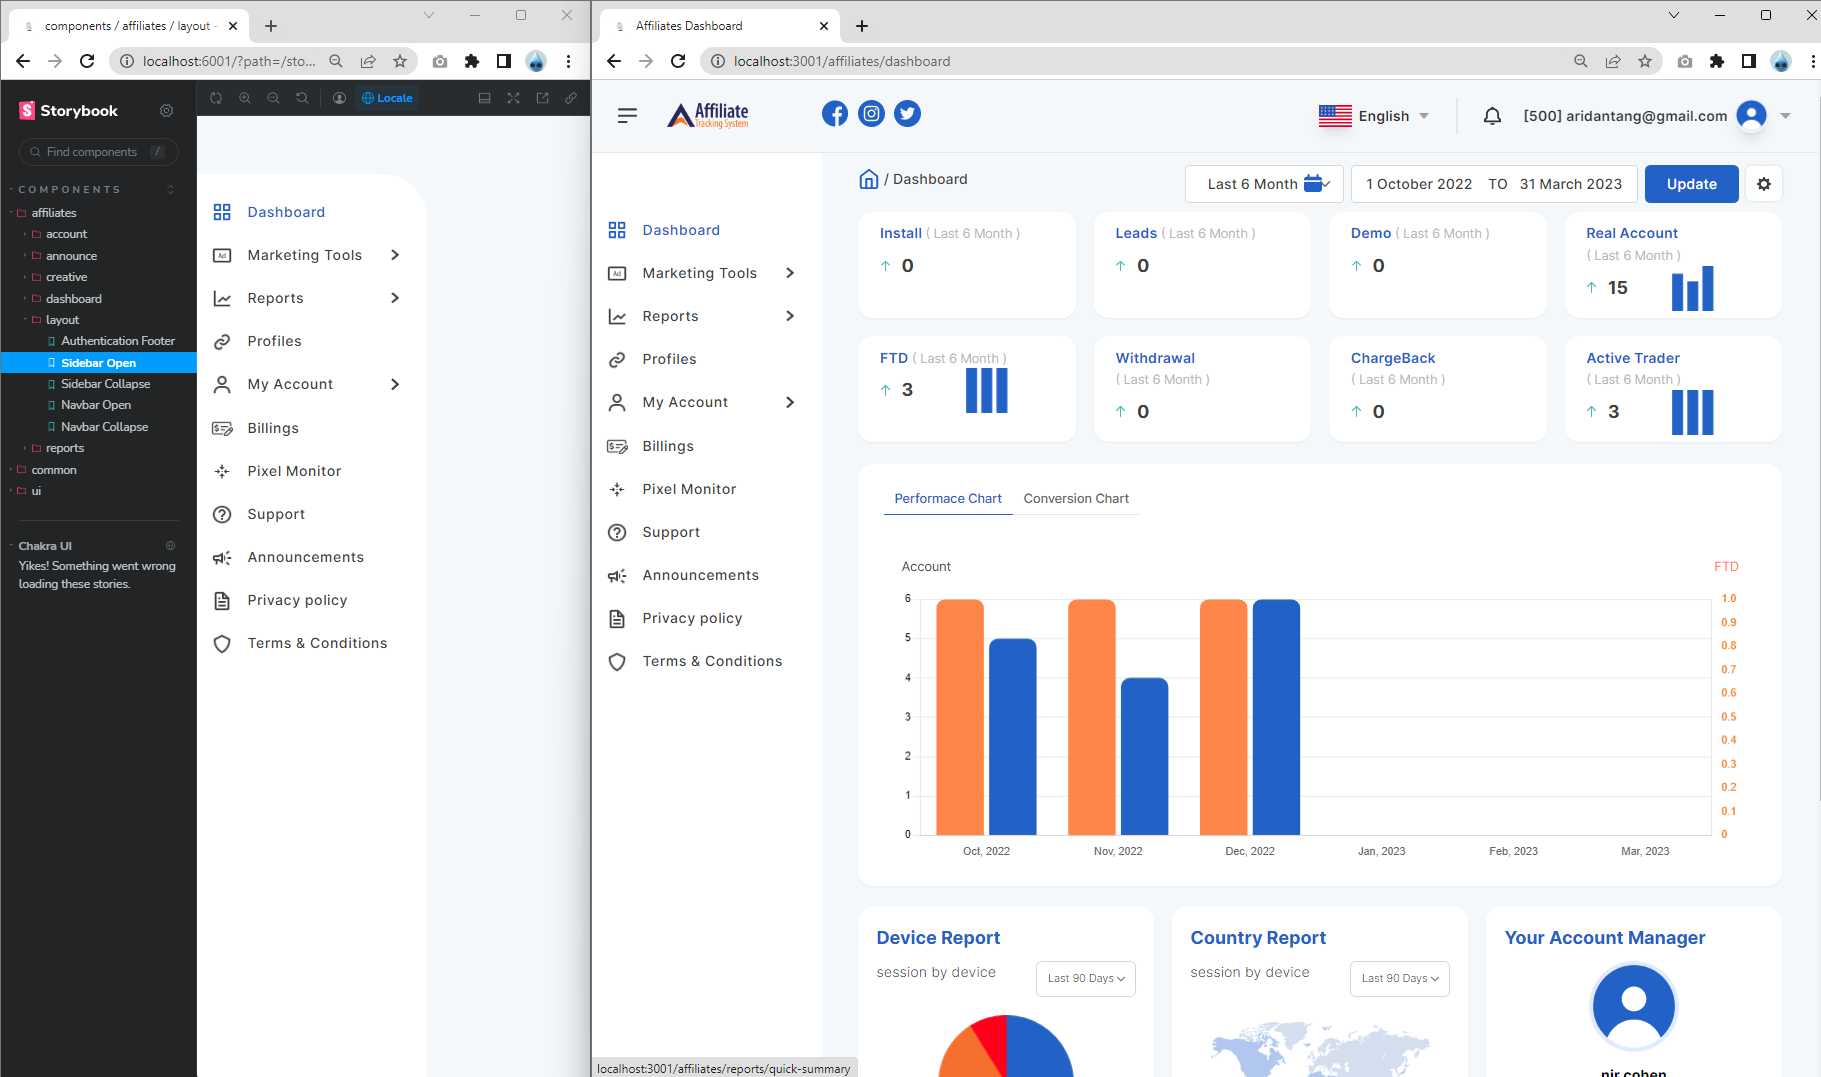 components / affiliates / layout -
localhost:6001/?path=/sto...
Storybook
Find components
/
COMPONENTS
affiliates
account
announce
creative
dashboard
layout
Authentication Footer
Sidebar Open
Sidebar Collapse
Navbar Open
Navbar Collapse
reports
common
ui
Chakra UI
Yikes! Something went wrong
loading these stories.
Locale
Dashboard
Ad Marketing Tools
Reports
Profiles
My Account
Billings
Pixel Monitor
Support
Announcements
Privacy policy
Terms & Conditions
Affiliates Dashboard
localhost:3001/affiliates/dashboard
Affiliate
Tracking System
English
[500] aridantang@gmail.com
Dashboard
Ad Marketing Tools
Reports
Profiles
My Account
Billings
Pixel Monitor
Support
Announcements
Privacy policy
Terms & Conditions
/ Dashboard
Last 6 Month
1 October 2022 TO 31 March 2023
Update
Install ( Last 6 Month )
0
Leads ( Last 6 Month )
0
Demo ( Last 6 Month )
0
Real Account
( Last 6 Month )
15
FTD ( Last 6 Month )
3
Withdrawal
( Last 6 Month )
0
ChargeBack
( Last 6 Month )
0
Active Trader
( Last 6 Month )
3
Performace Chart
Conversion Chart
Account
FTD
6
5
4
3
2
1
0
1.0
0.9
0.8
0.7
0.6
0.5
0.4
0.3
0.2
0.1
0
Oct, 2022
Nov, 2022
Dec, 2022
Jan, 2023
Feb, 2023
Mar, 2023
Device Report
session by device
Last 90 Days
Country Report
session by device
Last 90 Days
Your Account Manager
nir cohen
localhost:3001/affiliates/reports/quick-summary